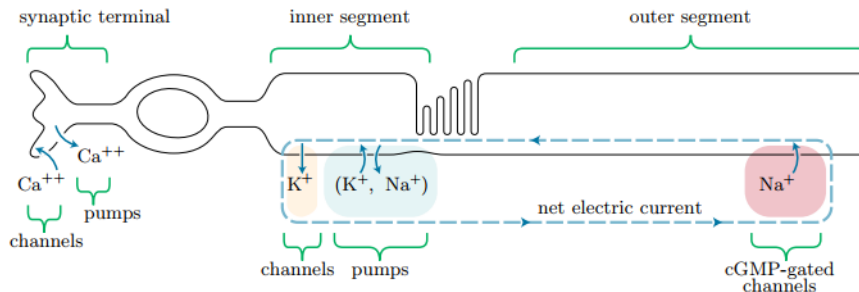 synaptic terminal inner segment outer segment
Ca⁺⁺
Ca⁺⁺
K⁺ (K⁺, Na⁺) Na⁺
pumps
net electric current
channels
channels pumps
cGMP-gated
channels